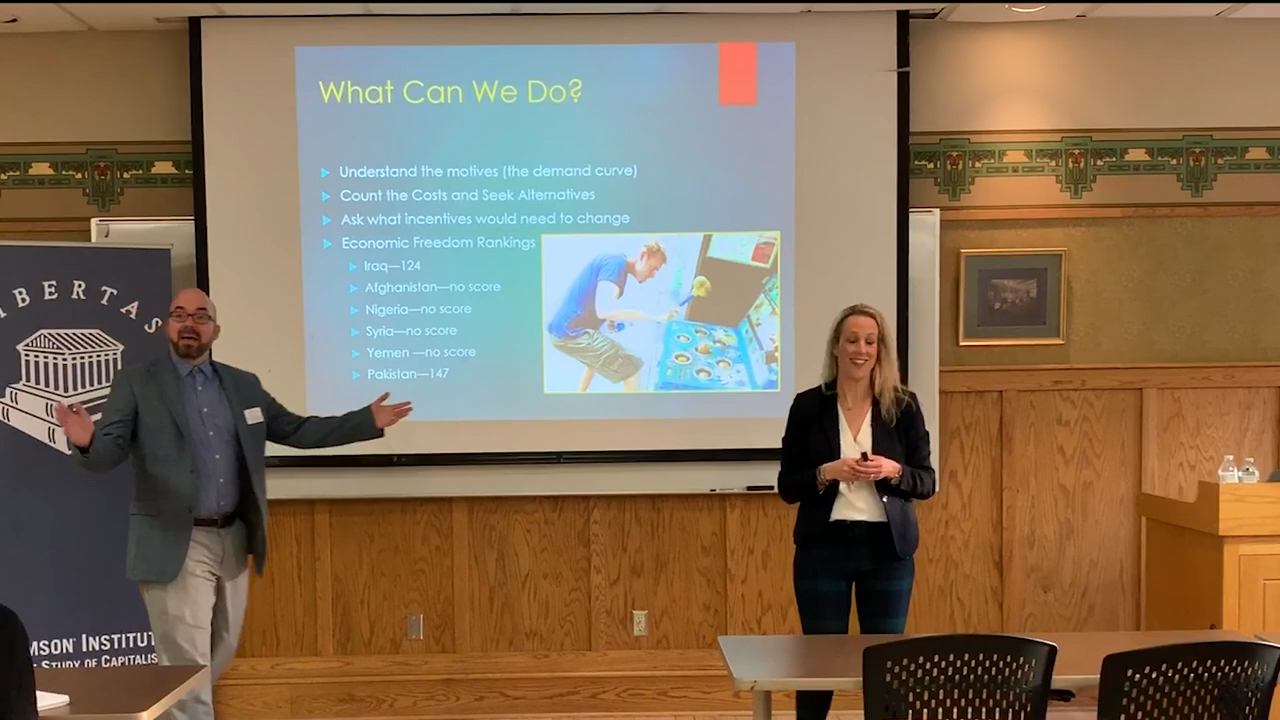 What Can We Do?
Understand the motives (the demand curve)
Count the Costs and Seek Alternatives
Ask what incentives would need to change
Economic Freedom Rankings
Iraq—124
Afghanistan—no score
Nigeria—no score
Syria—no score
Yemen —no score
Pakistan—147
IBERTAS
MSON INSTITUT
STUDY OF CAPITALIS